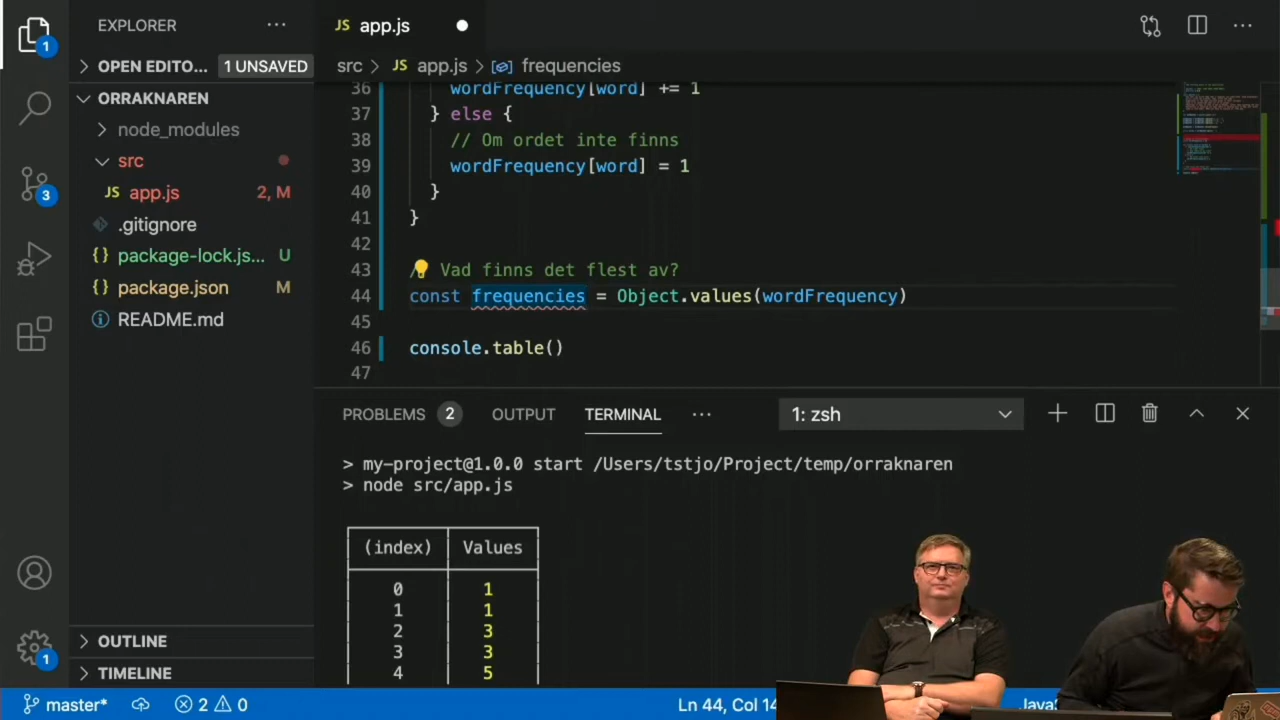 EXPLORER
JS app.js
1
OPEN EDITO... 1 UNSAVED
src > JS app.js > frequencies
ORRAKNAREN
node_modules
src
JS app.js 2, M
.gitignore
{} package-lock.js... U
{} package.json M
README.md
3
36 wordFrequency[word] += 1
37 } else {
38 // Om ordet inte finns
39 wordFrequency[word] = 1
40 }
41 }
42
43 / Vad finns det flest av?
44 const frequencies = Object.values(wordFrequency)
45
46 console.table()
47
PROBLEMS 2 OUTPUT TERMINAL ... 1: zsh
> my-project@1.0.0 start /Users/tstjo/Project/temp/orraknaren
> node src/app.js
(index) Values
0 1
1 1
2 3
3 3
4 5
OUTLINE
1
TIMELINE
master* 2 0 Ln 44, Col 14